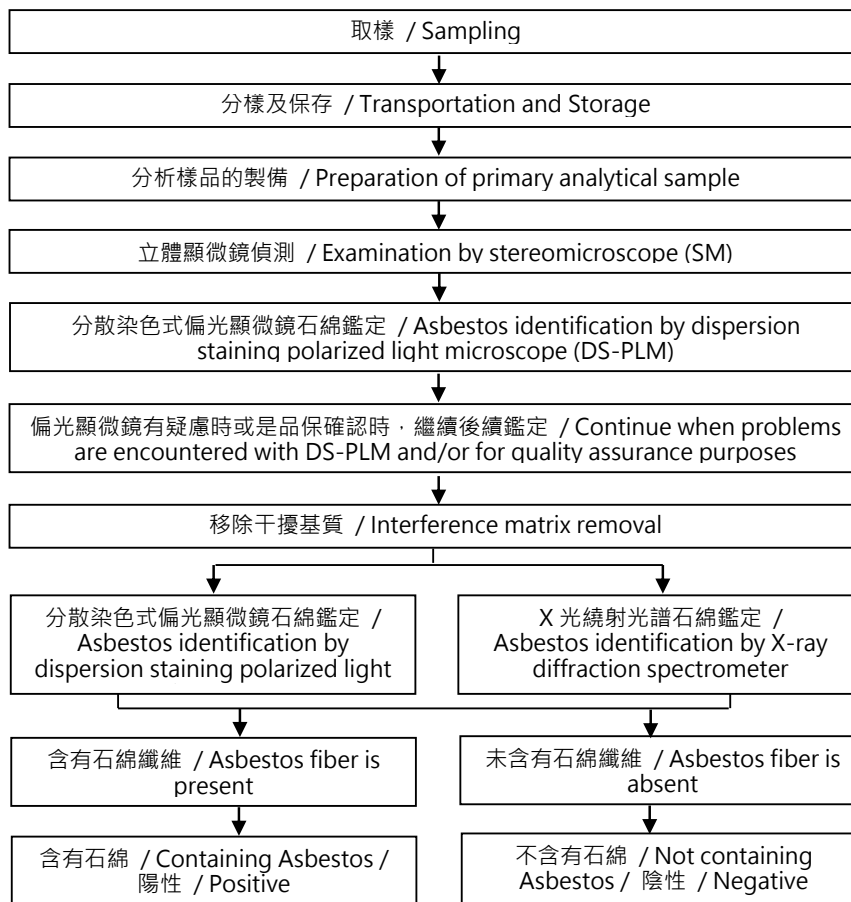 取樣 / Sampling
分樣及保存 / Transportation and Storage
分析樣品的製備 / Preparation of primary analytical sample
立體顯微鏡偵測 / Examination by stereomicroscope (SM)
分散染色式偏光顯微鏡石綿鑑定 / Asbestos identification by dispersion
staining polarized light microscope (DS-PLM)
偏光顯微鏡有疑慮時或是品保確認時，繼續後續鑑定 / Continue when problems
are encountered with DS-PLM and/or for quality assurance purposes
移除干擾基質 / Interference matrix removal
分散染色式偏光顯微鏡石綿鑑定 /
Asbestos identification by
dispersion staining polarized light
X 光繞射光譜石綿鑑定 /
Asbestos identification by X-ray
diffraction spectrometer
含有石綿纖維 / Asbestos fiber is
present
未含有石綿纖維 / Asbestos fiber is
absent
含有石綿 / Containing Asbestos /
陽性 / Positive
不含有石綿 / Not containing
Asbestos / 陰性 / Negative